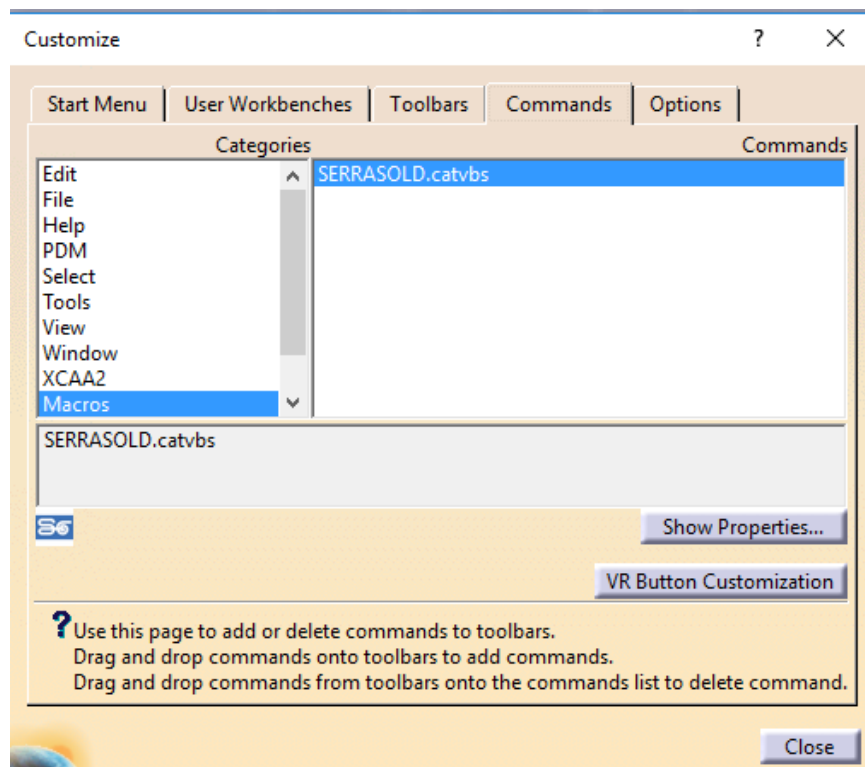 Customize ? ×
Start Menu User Workbenches Toolbars Commands Options
Categories Commands
Edit SERRASOLD.catvbs
File
Help
PDM
Select
Tools
View
Window
XCAA2
Macros
SERRASOLD.catvbs
Show Properties...
VR Button Customization
? Use this page to add or delete commands to toolbars.
Drag and drop commands onto toolbars to add commands.
Drag and drop commands from toolbars onto the commands list to delete command.
Close